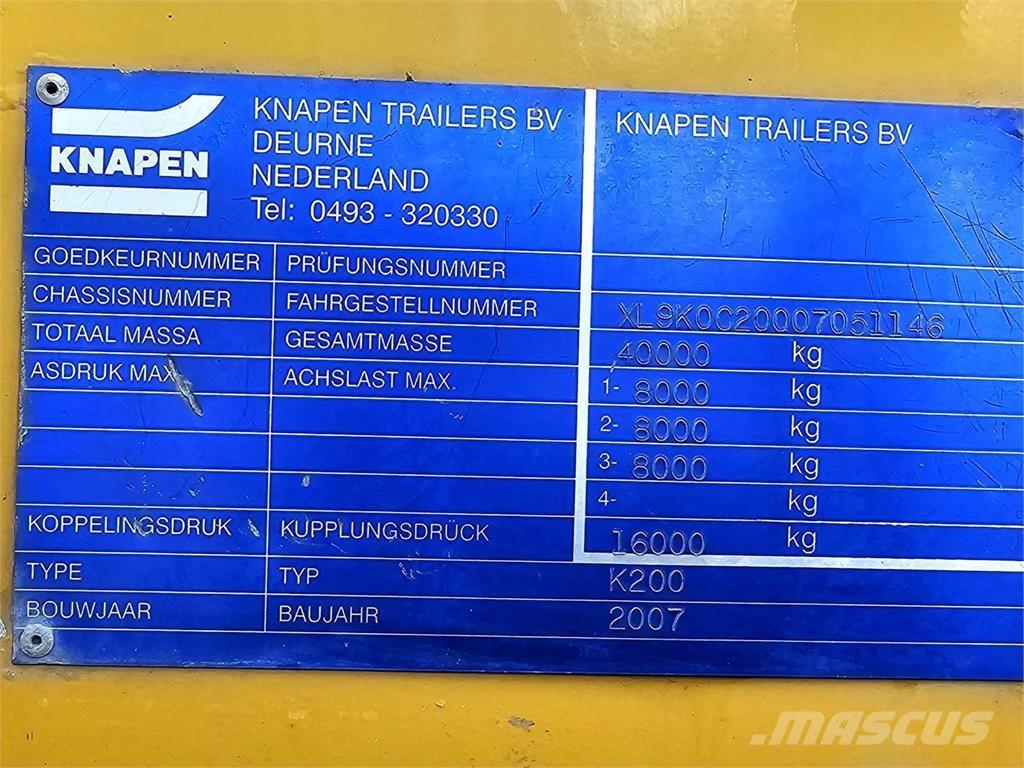 KNAPEN
KNAPEN TRAILERS BV
DEURNE
NEDERLAND
Tel: 0493 - 320330
KNAPEN TRAILERS BV
GOEDKEURNUMMER PRÜFUNGSNUMMER
CHASSISNUMMER FAHRGESTELLNUMMER XL9K0C20007051146
TOTAAL MASSA GESAMTMASSE 40000 kg
ASDRUK MAX. ACHSLAST MAX. 1- 8000 kg
2- 8000 kg
3- 8000 kg
4- kg
KOPPELINGSDRUK KUPPLUNGSDRÜCK 16000 kg
TYPE TYP K200
BOUWJAAR BAUJAHR 2007
MASCUS